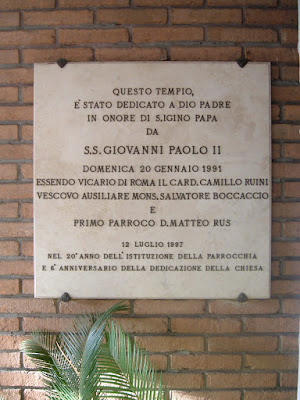 QUESTO TEMPIO,
E' STATO DEDICATO A DIO PADRE
IN ONORE DI S.IGINO PAPA
DA
S.S. GIOVANNI PAOLO II
DOMENICA 20 GENNAIO 1991
ESSENDO VICARIO DI ROMA IL CARD. CAMILLO RUINI
VESCOVO AUSILIARE MONS. SALVATORE BOCCACCIO
E
PRIMO PARROCO D. MATTEO RUS
12 LUGLIO 1997
NEL 20° ANNO DELL'ISTITUZIONE DELLA PARROCCHIA
E 6° ANNIVERSARIO DELLA DEDICAZIONE DELLA CHIESA